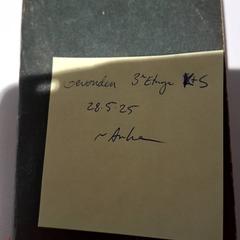 Gevonden 3e Etage K+S
28.5.25
~ Anke